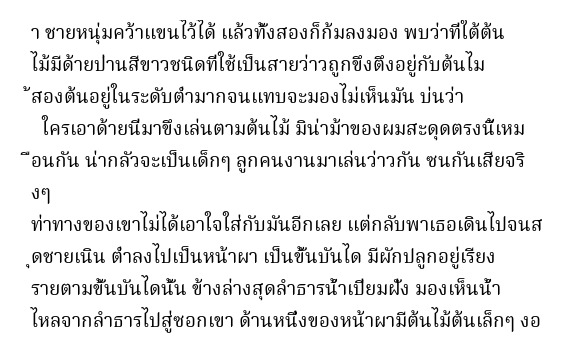 า ชายหนุ่มคว้าแขนไว้ได้ แล้วทั้งสองก็ก้มลงมอง พบว่าที่ใต้ต้น
ไม้มีด้ายปานสีขาวชนิดที่ใช้เป็นสายว่าวถูกขึงตึงอยู่กับต้นไม
้สองต้นอยู่ในระดับต่ำมากจนแทบจะมองไม่เห็นมัน บ่นว่า
ใครเอาด้ายนี่มาขึงเล่นตามต้นไม้ มิน่าม้าของผมสะดุดตรงนี้เหม
ือนกัน น่ากลัวจะเป็นเด็กๆ ลูกคนงานมาเล่นว่าวกัน ซนกันเสียจริ
งๆ
ท่าทางของเขาไม่ได้เอาใจใส่กับมันอีกเลย แต่กลับพาเธอเดินไปจนส
ุดชายเนิน ต่ำลงไปเป็นหน้าผา เป็นขั้นบันได มีผักปลูกอยู่เรียง
รายตามขั้นบันไดนั้น ข้างล่างสุดลำธารน้ำเปี่ยมฝั่ง มองเห็นน้ำ
ไหลจากลำธารไปสู่ซอกเขา ด้านหนึ่งของหน้าผามีต้นไม้ต้นเล็กๆ งอ